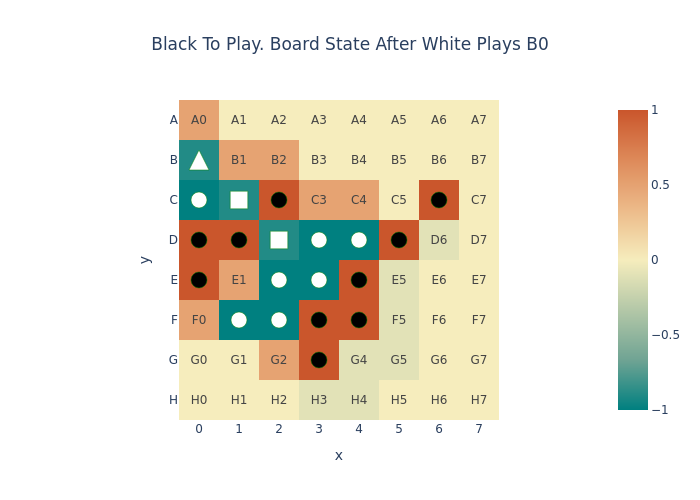 Black To Play. Board State After White Plays B0
A A0 A1 A2 A3 A4 A5 A6 A7 1
B B1 B2 B3 B4 B5 B6 B7
C C3 C4 C5 C7 0.5
D D6 D7
y 0
E E1 E5 E6 E7
F F0 F5 F6 F7 −0.5
G G0 G1 G2 G4 G5 G6 G7
H H0 H1 H2 H3 H4 H5 H6 H7 −1
0 1 2 3 4 5 6 7
x